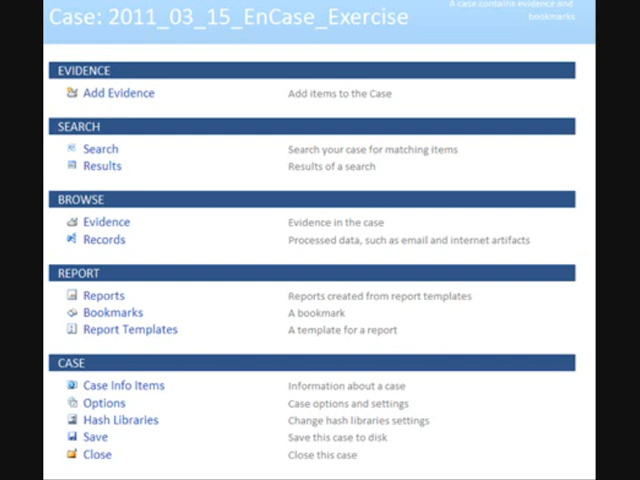 Case: 2011_03_15_EnCase_Exercise
A case contains evidence and
bookmarks
EVIDENCE
Add Evidence Add items to the Case
SEARCH
Search Search your case for matching items
Results Results of a search
BROWSE
Evidence Evidence in the case
Records Processed data, such as email and internet artifacts
REPORT
Reports Reports created from report templates
Bookmarks A bookmark
Report Templates A template for a report
CASE
Case Info Items Information about a case
Options Case options and settings
Hash Libraries Change hash libraries settings
Save Save this case to disk
Close Close this case